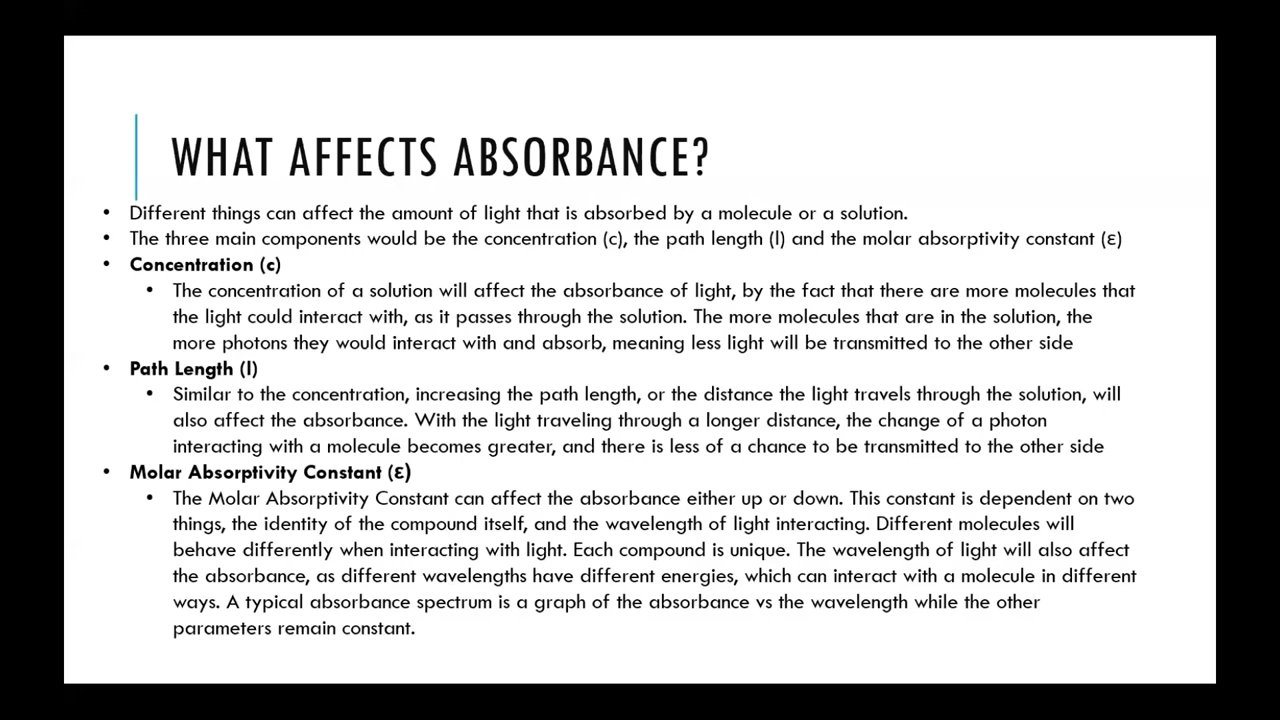 WHAT AFFECTS ABSORBANCE?
• Different things can affect the amount of light that is absorbed by a molecule or a solution.
• The three main components would be the concentration (c), the path length (l) and the molar absorptivity constant (ε)
• Concentration (c)
• The concentration of a solution will affect the absorbance of light, by the fact that there are more molecules that
the light could interact with, as it passes through the solution. The more molecules that are in the solution, the
more photons they would interact with and absorb, meaning less light will be transmitted to the other side
• Path Length (l)
• Similar to the concentration, increasing the path length, or the distance the light travels through the solution, will
also affect the absorbance. With the light traveling through a longer distance, the change of a photon
interacting with a molecule becomes greater, and there is less of a chance to be transmitted to the other side
• Molar Absorptivity Constant (ε)
• The Molar Absorptivity Constant can affect the absorbance either up or down. This constant is dependent on two
things, the identity of the compound itself, and the wavelength of light interacting. Different molecules will
behave differently when interacting with light. Each compound is unique. The wavelength of light will also affect
the absorbance, as different wavelengths have different energies, which can interact with a molecule in different
ways. A typical absorbance spectrum is a graph of the absorbance vs the wavelength while the other
parameters remain constant.